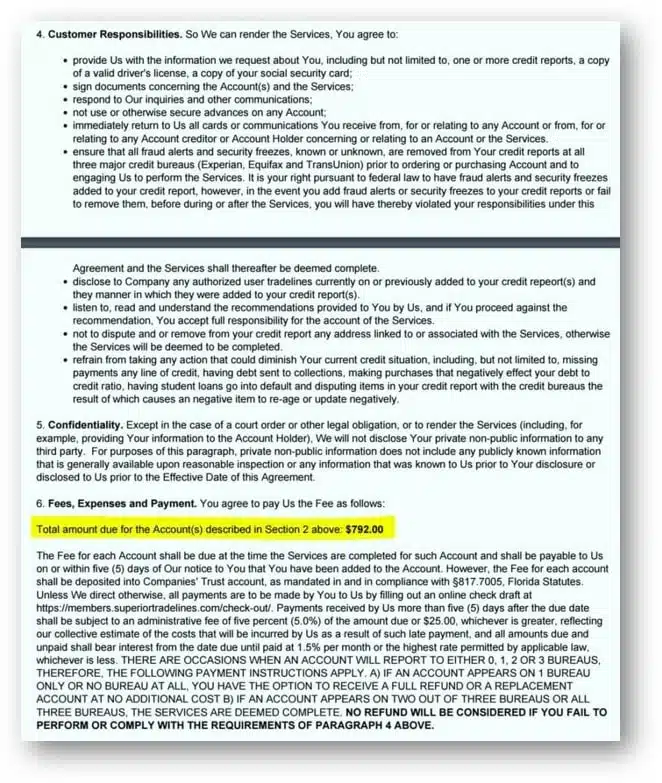 4. Customer Responsibilities. So We can render the Services, You agree to:
• provide Us with the information we request about You, including but not limited to, one or more credit reports, a copy
of a valid driver's license, a copy of your social security card;
• sign documents concerning the Account(s) and the Services;
• respond to Our inquiries and other communications;
• not use or otherwise secure advances on any Account;
• immediately return to Us all cards or communications You receive from, for or relating to any Account or from, for or
relating to any Account creditor or Account Holder concerning or relating to an Account or the Services.
• ensure that all fraud alerts and security freezes, known or unknown, are removed from Your credit reports at all
three major credit bureaus (Experian, Equifax and TransUnion) prior to ordering or purchasing Account and to
engaging Us to perform the Services. It is your right pursuant to federal law to have fraud alerts and security freezes
added to your credit report, however, in the event you add fraud alerts or security freezes to your credit reports or fail
to remove them, before during or after the Services, you will have thereby violated your responsibilities under this
Agreement and the Services shall thereafter be deemed complete.
• disclose to Company any authorized user tradelines currently on or previously added to your credit repeort(s) and
they manner in which they were added to your credit report(s).
• listen to, read and understand the recommendations provided to You by Us, and if You proceed against the
recommendation, You accept full responsibility for the account of the Services.
• not to dispute and or remove from your credit report any address linked to or associated with the Services, otherwise
the Services will be deemed to be completed.
• refrain from taking any action that could diminish Your current credit situation, including, but not limited to, missing
payments any line of credit, having debt sent to collections, making purchases that negatively effect your debt to
credit ratio, having student loans go into default and disputing items in your credit report with the credit bureaus the
result of which causes an negative item to re-age or update negatively.
5. Confidentiality. Except in the case of a court order or other legal obligation, or to render the Services (including, for
example, providing Your information to the Account Holder), We will not disclose Your private non-public information to any
third party. For purposes of this paragraph, private non-public information does not include any publicly known information
that is generally available upon reasonable inspection or any information that was known to Us prior to Your disclosure or
disclosed to Us prior to the Effective Date of this Agreement.
6. Fees, Expenses and Payment. You agree to pay Us the Fee as follows:
Total amount due for the Account(s) described in Section 2 above: $792.00
The Fee for each Account shall be due at the time the Services are completed for such Account and shall be payable to Us
on or within five (5) days of Our notice to You that You have been added to the Account. However, the Fee for each account
shall be deposited into Companies' Trust account, as mandated in and in compliance with §817.7005, Florida Statutes.
Unless We direct otherwise, all payments are to be made by You to Us by filling out an online check draft at
https://members.superiortradelines.com/check-out/. Payments received by Us more than five (5) days after the due date
shall be subject to an administrative fee of five percent (5.0%) of the amount due or $25.00, whichever is greater, reflecting
our collective estimate of the costs that will be incurred by Us as a result of such late payment, and all amounts due and
unpaid shall bear interest from the date due until paid at 1.5% per month or the highest rate permitted by applicable law,
whichever is less. THERE ARE OCCASIONS WHEN AN ACCOUNT WILL REPORT TO EITHER 0, 1, 2 OR 3 BUREAUS,
THEREFORE, THE FOLLOWING PAYMENT INSTRUCTIONS APPLY. A) IF AN ACCOUNT APPEARS ON 1 BUREAU
ONLY OR NO BUREAU AT ALL, YOU HAVE THE OPTION TO RECEIVE A FULL REFUND OR A REPLACEMENT
ACCOUNT AT NO ADDITIONAL COST B) IF AN ACCOUNT APPEARS ON TWO OUT OF THREE BUREAUS OR ALL
THREE BUREAUS, THE SERVICES ARE DEEMED COMPLETE. NO REFUND WILL BE CONSIDERED IF YOU FAIL TO
PERFORM OR COMPLY WITH THE REQUIREMENTS OF PARAGRAPH 4 ABOVE.